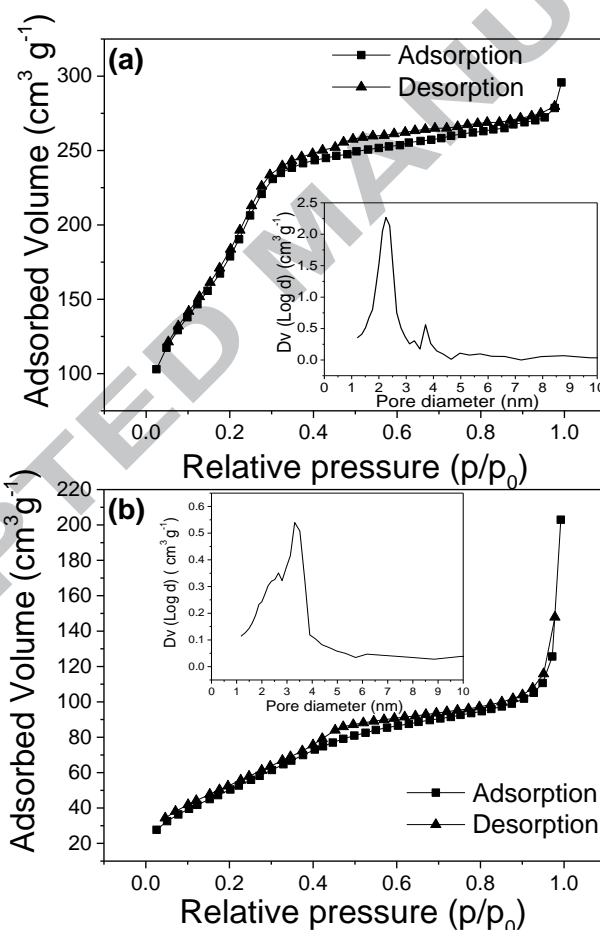 (a)
Adsorption
Desorption
Adsorbed Volume (cm³ g⁻¹)
300
250
200
150
100
0.0 0.2 0.4 0.6 0.8 1.0
Relative pressure (p/p₀)
Dv (Log d) (cm³ g⁻¹)
2.5
2.0
1.5
1.0
0.5
0.0
0 1 2 3 4 5 6 7 8 9 10
Pore diameter (nm)
(b)
Adsorbed Volume (cm³ g⁻¹)
220
200
180
160
140
120
100
80
60
40
20
Dv (Log d) ( cm³ g⁻¹)
0.6
0.5
0.4
0.3
0.2
0.1
0.0
0 1 2 3 4 5 6 7 8 9 10
Pore diameter (nm)
Adsorption
Desorption
0.0 0.2 0.4 0.6 0.8 1.0
Relative pressure (p/p₀)
PTED MANU